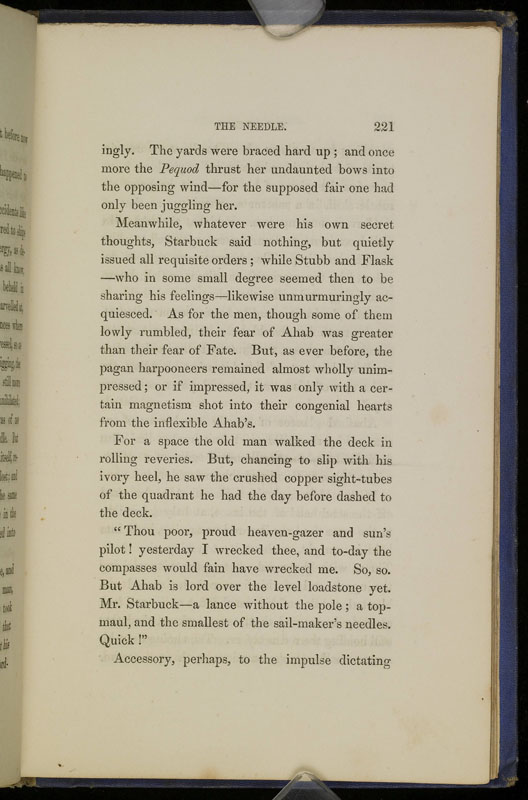 THE NEEDLE. 221
ingly. The yards were braced hard up; and once
more the Pequod thrust her undaunted bows into
the opposing wind—for the supposed fair one had
only been juggling her.
Meanwhile, whatever were his own secret
thoughts, Starbuck said nothing, but quietly
issued all requisite orders; while Stubb and Flask
—who in some small degree seemed then to be
sharing his feelings—likewise unmurmuringly ac-
quiesced. As for the men, though some of them
lowly rumbled, their fear of Ahab was greater
than their fear of Fate. But, as ever before, the
pagan harpooneers remained almost wholly unim-
pressed; or if impressed, it was only with a cer-
tain magnetism shot into their congenial hearts
from the inflexible Ahab's.
For a space the old man walked the deck in
rolling reveries. But, chancing to slip with his
ivory heel, he saw the crushed copper sight-tubes
of the quadrant he had the day before dashed to
the deck.
"Thou poor, proud heaven-gazer and sun's
pilot! yesterday I wrecked thee, and to-day the
compasses would fain have wrecked me. So, so.
But Ahab is lord over the level loadstone yet.
Mr. Starbuck—a lance without the pole; a top-
maul, and the smallest of the sail-maker's needles.
Quick!"
Accessory, perhaps, to the impulse dictating